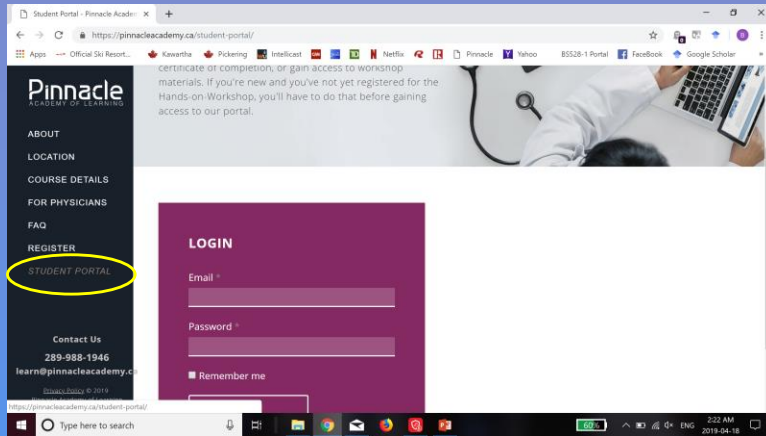 Student Portal - Pinnacle Academ
https://pinnacleacademy.ca/student-portal/
Apps Official Ski Resort... Kawartha Pickering Intellicast Netflix Pinnacle Yahoo BSS28-1 Portal FaceBook Google Scholar
Pinnacle
ACADEMY OF LEARNING
certificate of completion, or gain access to workshop
materials. If you're new and you've not yet registered for the
Hands-on-Workshop, you'll have to do that before gaining
access to our portal.
ABOUT
LOCATION
COURSE DETAILS
FOR PHYSICIANS
FAQ
REGISTER
STUDENT PORTAL
LOGIN
Email *
Password *
Remember me
Contact Us
289-988-1946
learn@pinnacleacademy.c
Privacy Policy © 2019
https://pinnacleacademy.ca/student-portal/
Type here to search
60%
ENG
2:22 AM
2019-04-18